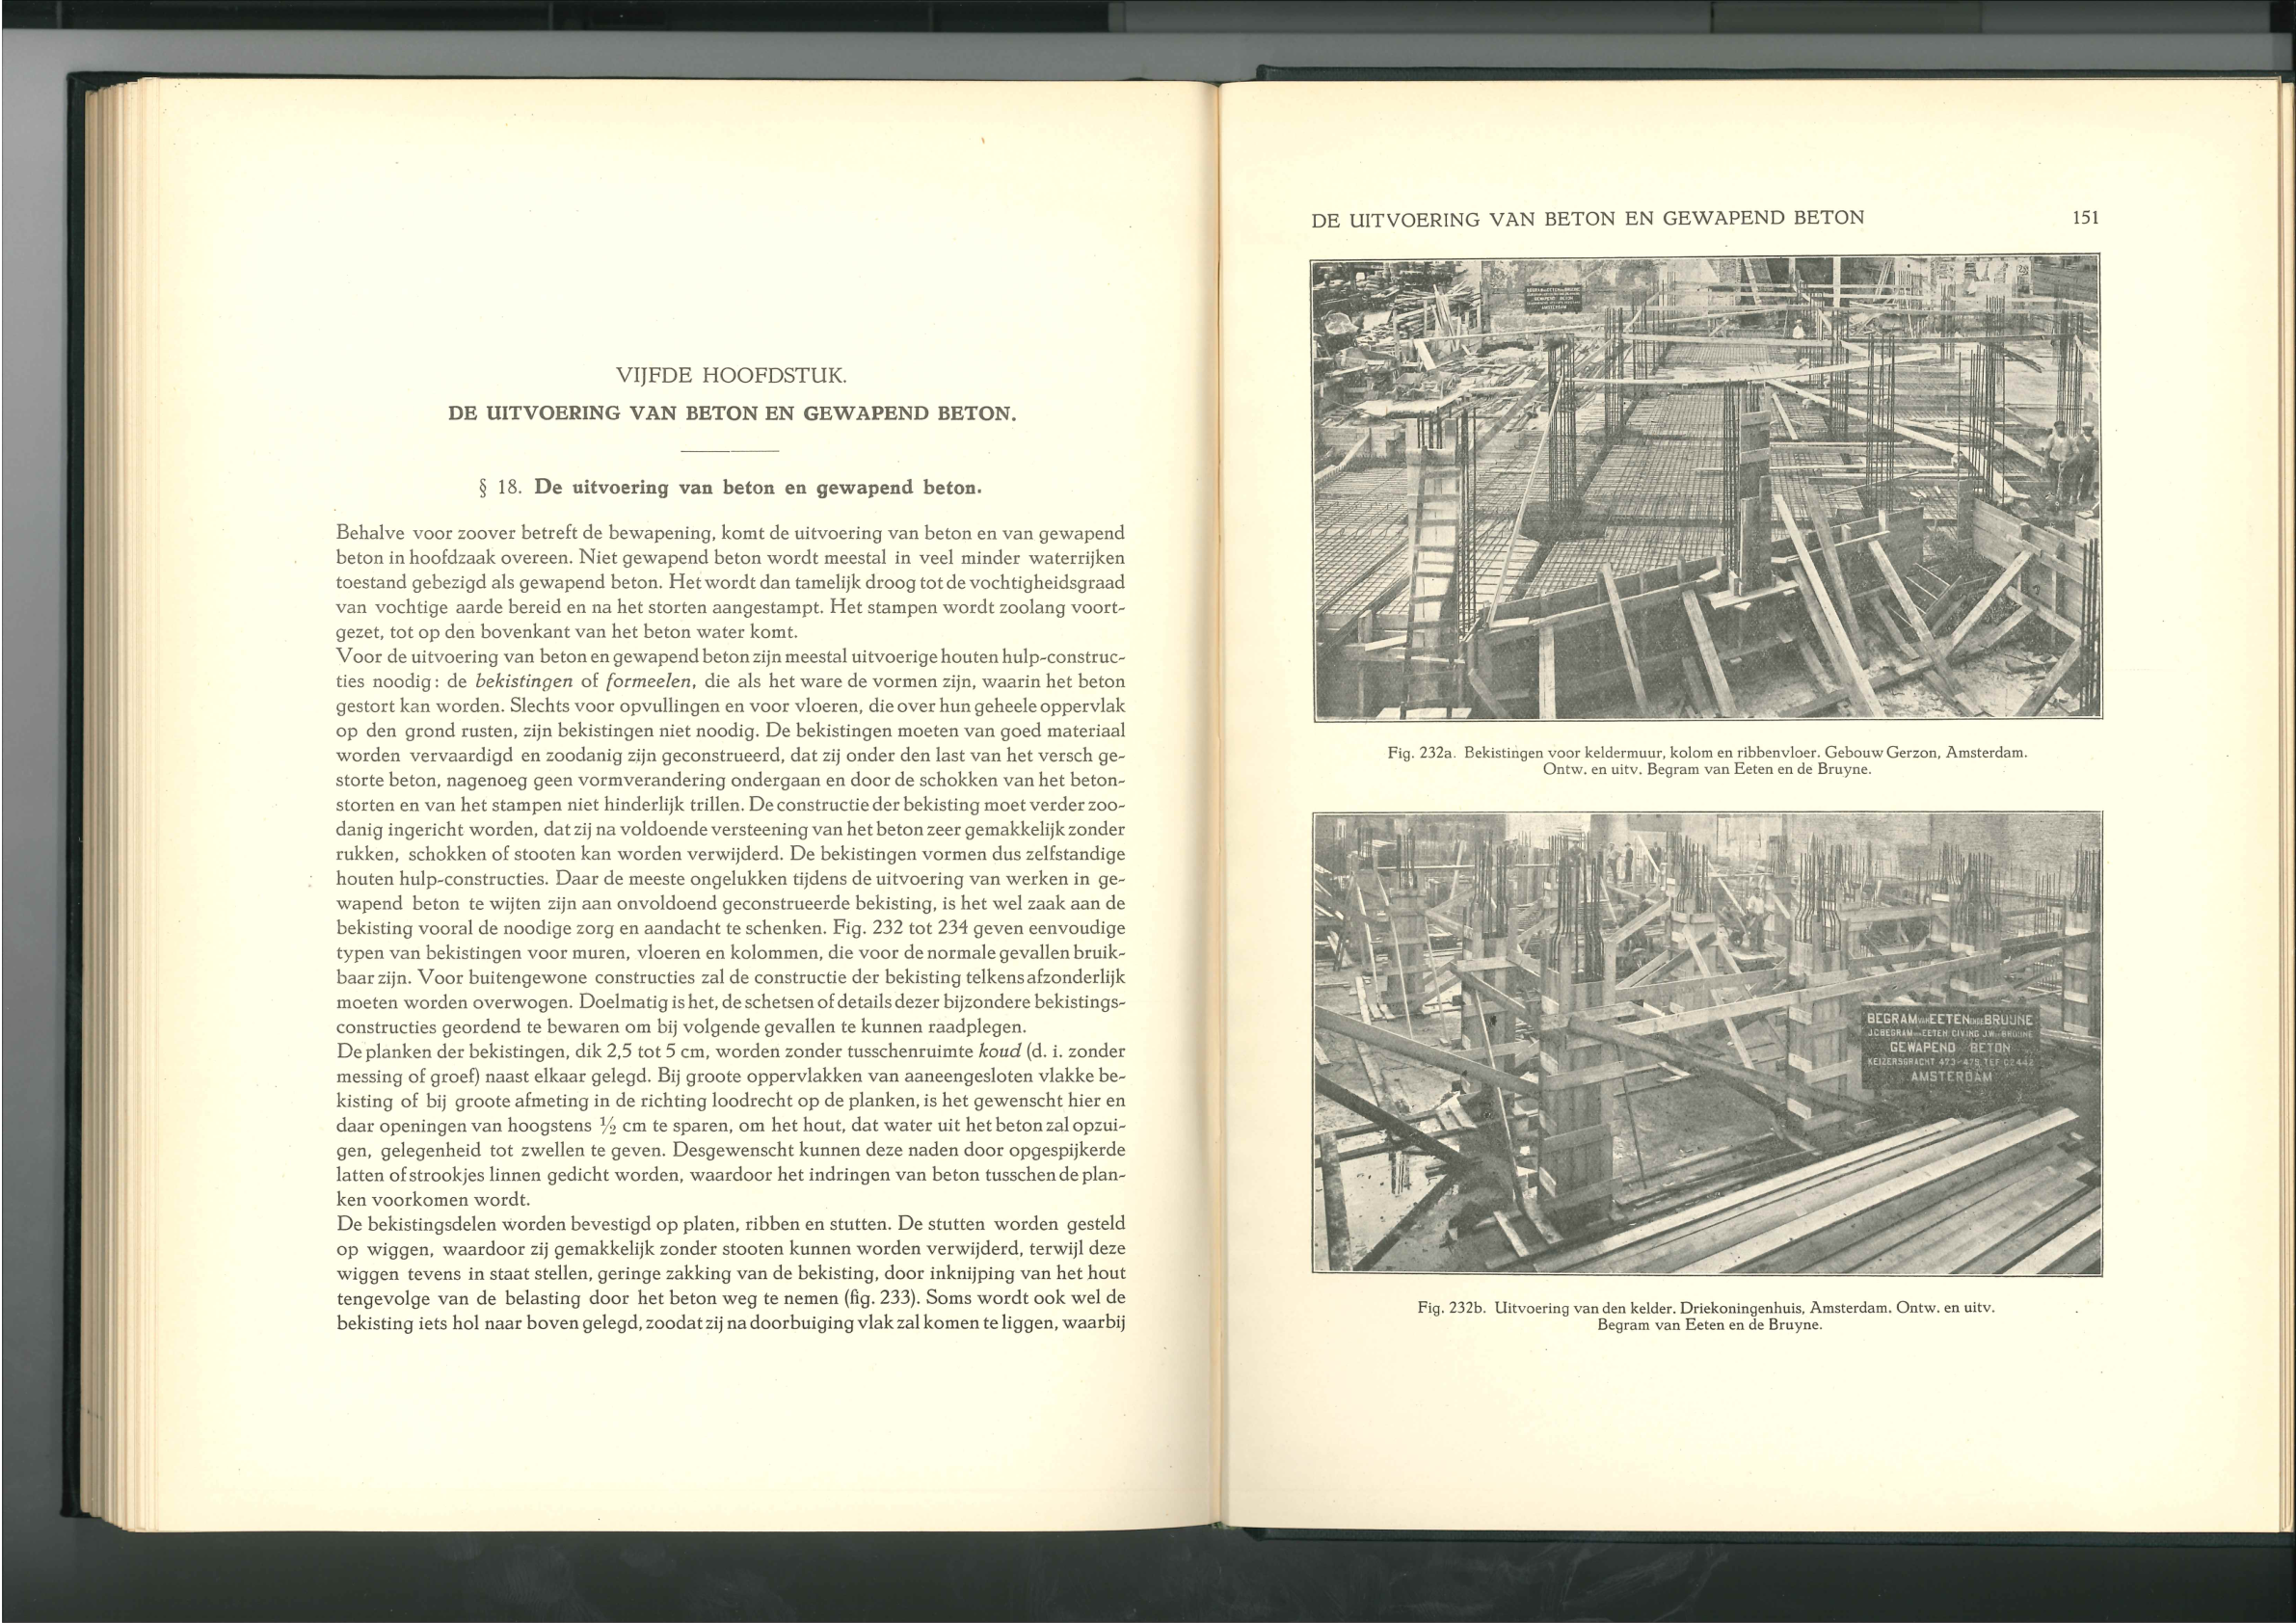 VIJFDE HOOFDSTUK.
DE UITVOERING VAN BETON EN GEWAPEND BETON.
§ 18. De uitvoering van beton en gewapend beton.
Behalve voor zoover betreft de bewapening, komt de uitvoering van beton en van gewapend
beton in hoofdzaak overeen. Niet gewapend beton wordt meestal in veel minder waterrijken
toestand gebezigd als gewapend beton. Het wordt dan tamelijk droog tot de vochtigheidsgraad
van vochtige aarde bereid en na het storten aangestampt. Het stampen wordt zoolang voort-
gezet, tot op den bovenkant van het beton water komt.
Voor de uitvoering van beton en gewapend beton zijn meestal uitvoerige houten hulp-construc-
ties noodig: de bekistingen of formeelen, die als het ware de vormen zijn, waarin het beton
gestort kan worden. Slechts voor opvullingen en voor vloeren, die over hun geheele oppervlak
op den grond rusten, zijn bekistingen niet noodig. De bekistingen moeten van goed materiaal
worden vervaardigd en zoodanig zijn geconstrueerd, dat zij onder den last van het versch ge-
storte beton, nagenoeg geen vormverandering ondergaan en door de schokken van het beton-
storten en van het stampen niet hinderlijk trillen. De constructie der bekisting moet verder zoo-
danig ingericht worden, dat zij na voldoende versteening van het beton zeer gemakkelijk zonder
rukken, schokken of stooten kan worden verwijderd. De bekistingen vormen dus zelfstandige
houten hulp-constructies. Daar de meeste ongelukken tijdens de uitvoering van werken in ge-
wapend beton te wijten zijn aan onvoldoend geconstrueerde bekisting, is het wel zaak aan de
bekisting vooral de noodige zorg en aandacht te schenken. Fig. 232 tot 234 geven eenvoudige
typen van bekistingen voor muren, vloeren en kolommen, die voor de normale gevallen bruik-
baar zijn. Voor buitengewone constructies zal de constructie der bekisting telkens afzonderlijk
moeten worden overwogen. Doelmatig is het, de schetsen of details dezer bijzondere bekistings-
constructies geordend te bewaren om bij volgende gevallen te kunnen raadplegen.
De planken der bekistingen, dik 2,5 tot 5 cm, worden zonder tusschenruimte koud (d. i. zonder
messing of groef) naast elkaar gelegd. Bij groote oppervlakken van aaneengesloten vlakke be-
kisting of bij groote afmeting in de richting loodrecht op de planken, is het gewenscht hier en
daar openingen van hoogstens ½ cm te sparen, om het hout, dat water uit het beton zal opzui-
gen, gelegenheid tot zwellen te geven. Desgewenscht kunnen deze naden door opgespijkerde
latten of strookjes linnen gedicht worden, waardoor het indringen van beton tusschen de plan-
ken voorkomen wordt.
De bekistingsdelen worden bevestigd op platen, ribben en stutten. De stutten worden gesteld
op wiggen, waardoor zij gemakkelijk zonder stooten kunnen worden verwijderd, terwijl deze
wiggen tevens in staat stellen, geringe zakking van de bekisting, door inknijping van het hout
tengevolge van de belasting door het beton weg te nemen (fig. 233). Soms wordt ook wel de
bekisting iets hol naar boven gelegd, zoodat zij na doorbuiging vlak zal komen te liggen, waarbij
DE UITVOERING VAN BETON EN GEWAPEND BETON 151
GEWAPEND BETON
AMSTERDAM
Fig. 232a. Bekistingen voor keldermuur, kolom en ribbenvloer. Gebouw Gerzon, Amsterdam.
Ontw. en uitv. Begram van Eeten en de Bruyne.
BEGRAM VAN EETEN EN DE BRUIJNE
GEWAPEND BETON
KEIZERSGRACHT 473-479 TEF C2442
AMSTERDAM
Fig. 232b. Uitvoering van den kelder. Driekoningenhuis, Amsterdam. Ontw. en uitv.
Begram van Eeten en de Bruyne.